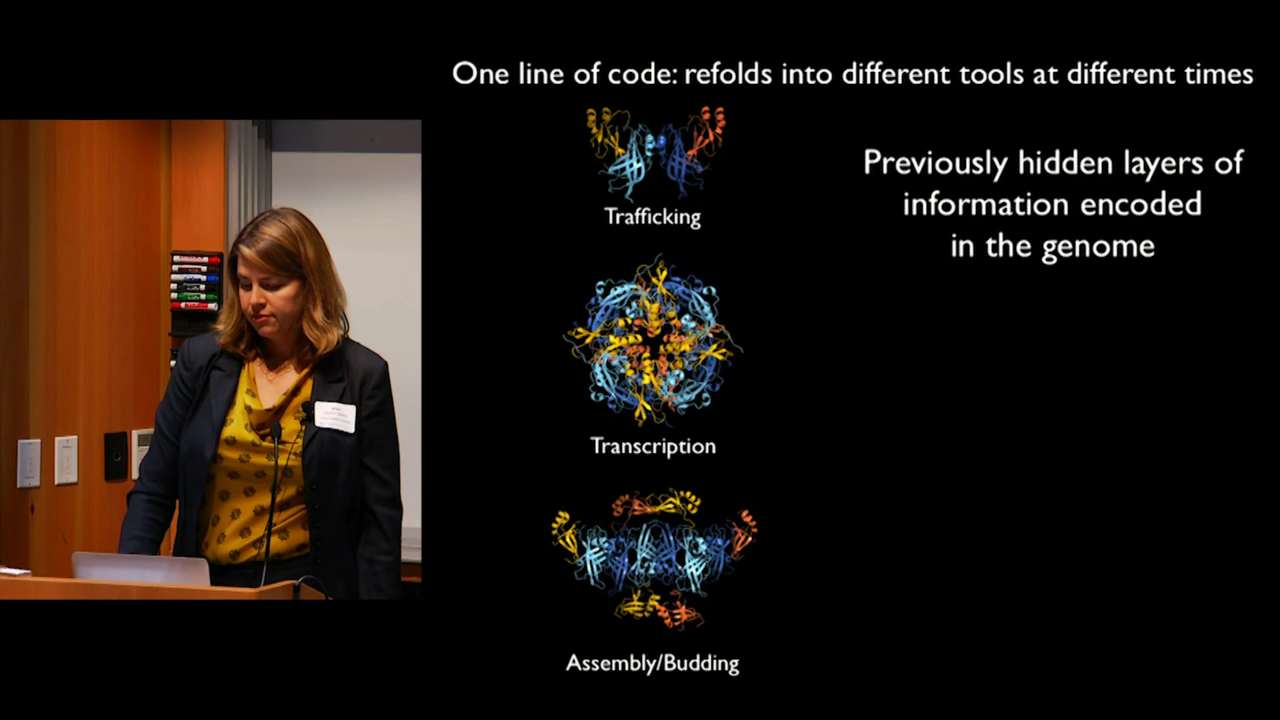 One line of code: refolds into different tools at different times
Previously hidden layers of
information encoded
in the genome
Trafficking
Transcription
Assembly/Budding